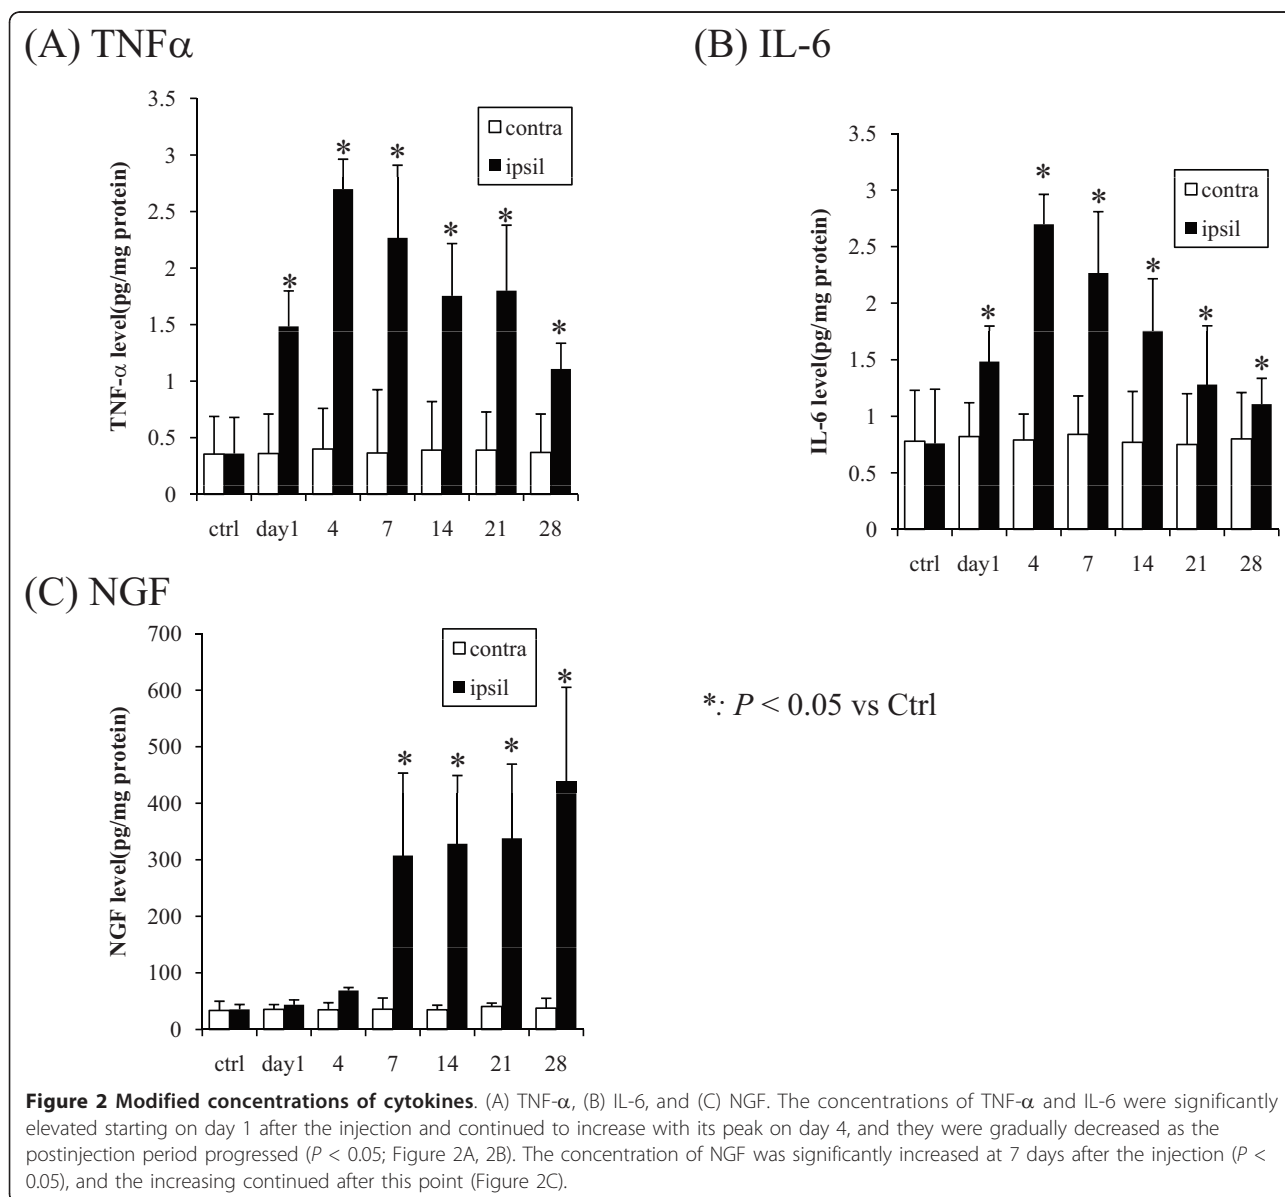 (A) TNFα
(B) IL-6
TNF-α level(pg/mg protein)
3.5
3
2.5
2
1.5
1
0.5
0
contra
ipsil
* * * * * *
ctrl day1 4 7 14 21 28
IL-6 level(pg/mg protein)
3.5
3
2.5
2
1.5
1
0.5
0
contra
ipsil
* * * * * *
ctrl day1 4 7 14 21 28
(C) NGF
NGF level(pg/mg protein)
700
600
500
400
300
200
100
0
contra
ipsil
* * * *
ctrl day1 4 7 14 21 28
*: P < 0.05 vs Ctrl
Figure 2 Modified concentrations of cytokines. (A) TNF-α, (B) IL-6, and (C) NGF. The concentrations of TNF-α and IL-6 were significantly
elevated starting on day 1 after the injection and continued to increase with its peak on day 4, and they were gradually decreased as the
postinjection period progressed (P < 0.05; Figure 2A, 2B). The concentration of NGF was significantly increased at 7 days after the injection (P <
0.05), and the increasing continued after this point (Figure 2C).